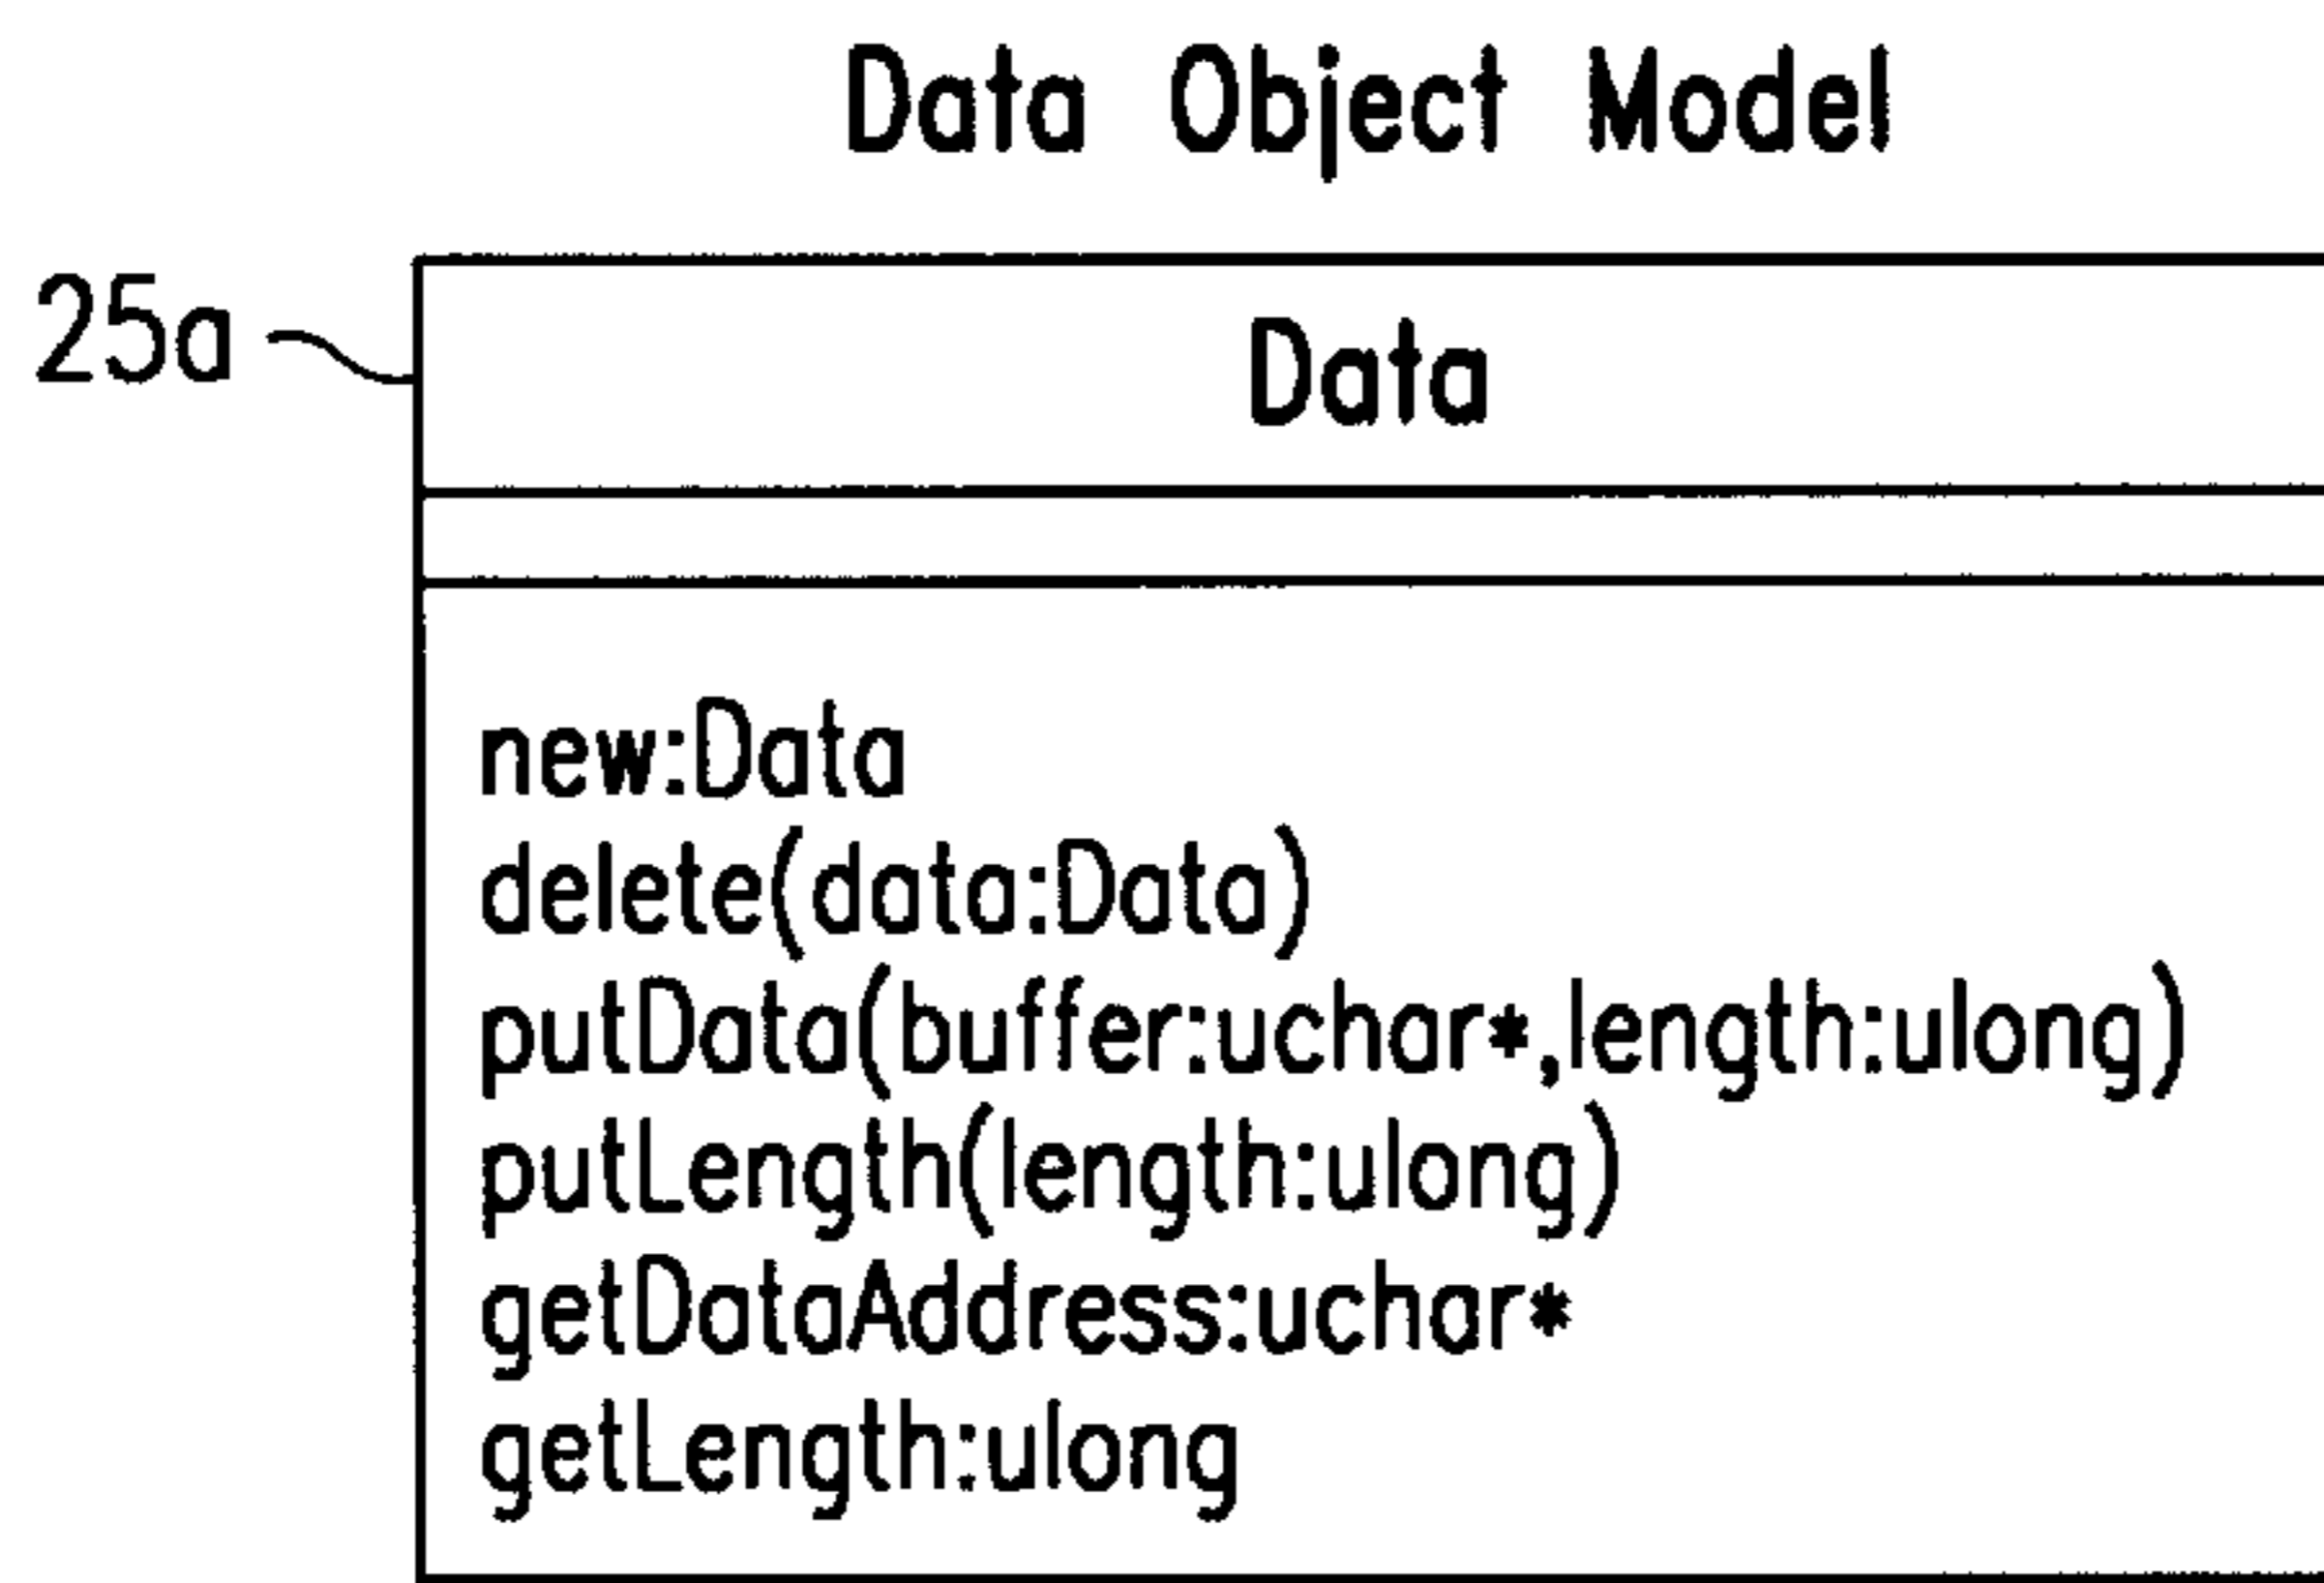 Data Object Model
25a
Data
new:Data
delete(data:Data)
putData(buffer:uchar*,length:ulong)
putLength(length:ulong)
getDataAddress:uchar*
getLength:ulong